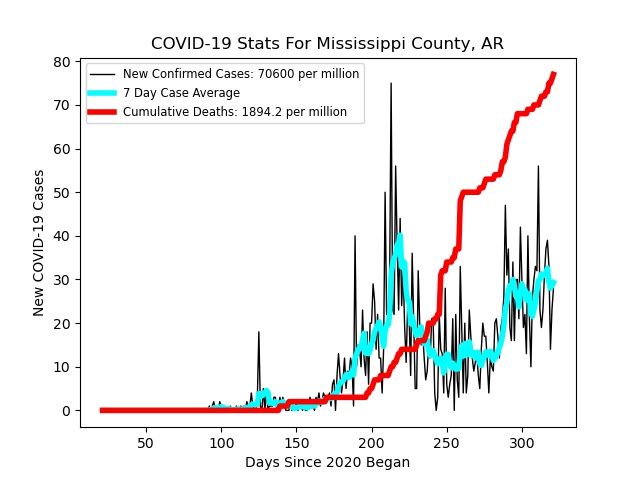 COVID-19 Stats For Mississippi County, AR
New Confirmed Cases: 70600 per million
7 Day Case Average
Cumulative Deaths: 1894.2 per million
New COVID-19 Cases
80
70
60
50
40
30
20
10
0
50
100
150
200
250
300
Days Since 2020 Began